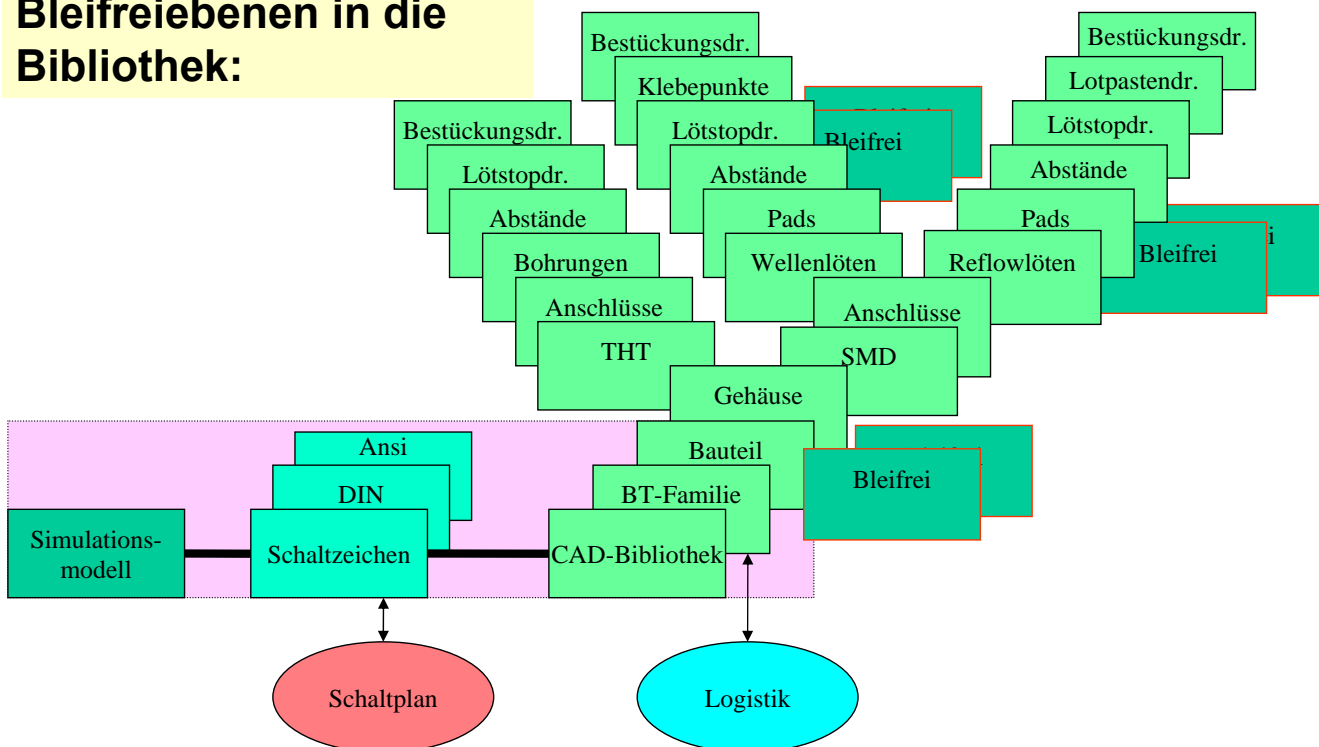 Bleifreiebenen in die
Bibliothek:
Bestückungsdr.
Klebepunkte
Lötstopdr.
Abstände
Pads
Wellenlöten
Bleifrei
Bestückungsdr.
Lotpastendr.
Lötstopdr.
Abstände
Pads
Reflowlöten
Bleifrei
Bestückungsdr.
Lötstopdr.
Abstände
Bohrungen
Anschlüsse
THT
Anschlüsse
SMD
Gehäuse
Bauteil
BT-Familie
CAD-Bibliothek
Bleifrei
Ansi
DIN
Schaltzeichen
Simulations-
modell
Schaltplan
Logistik